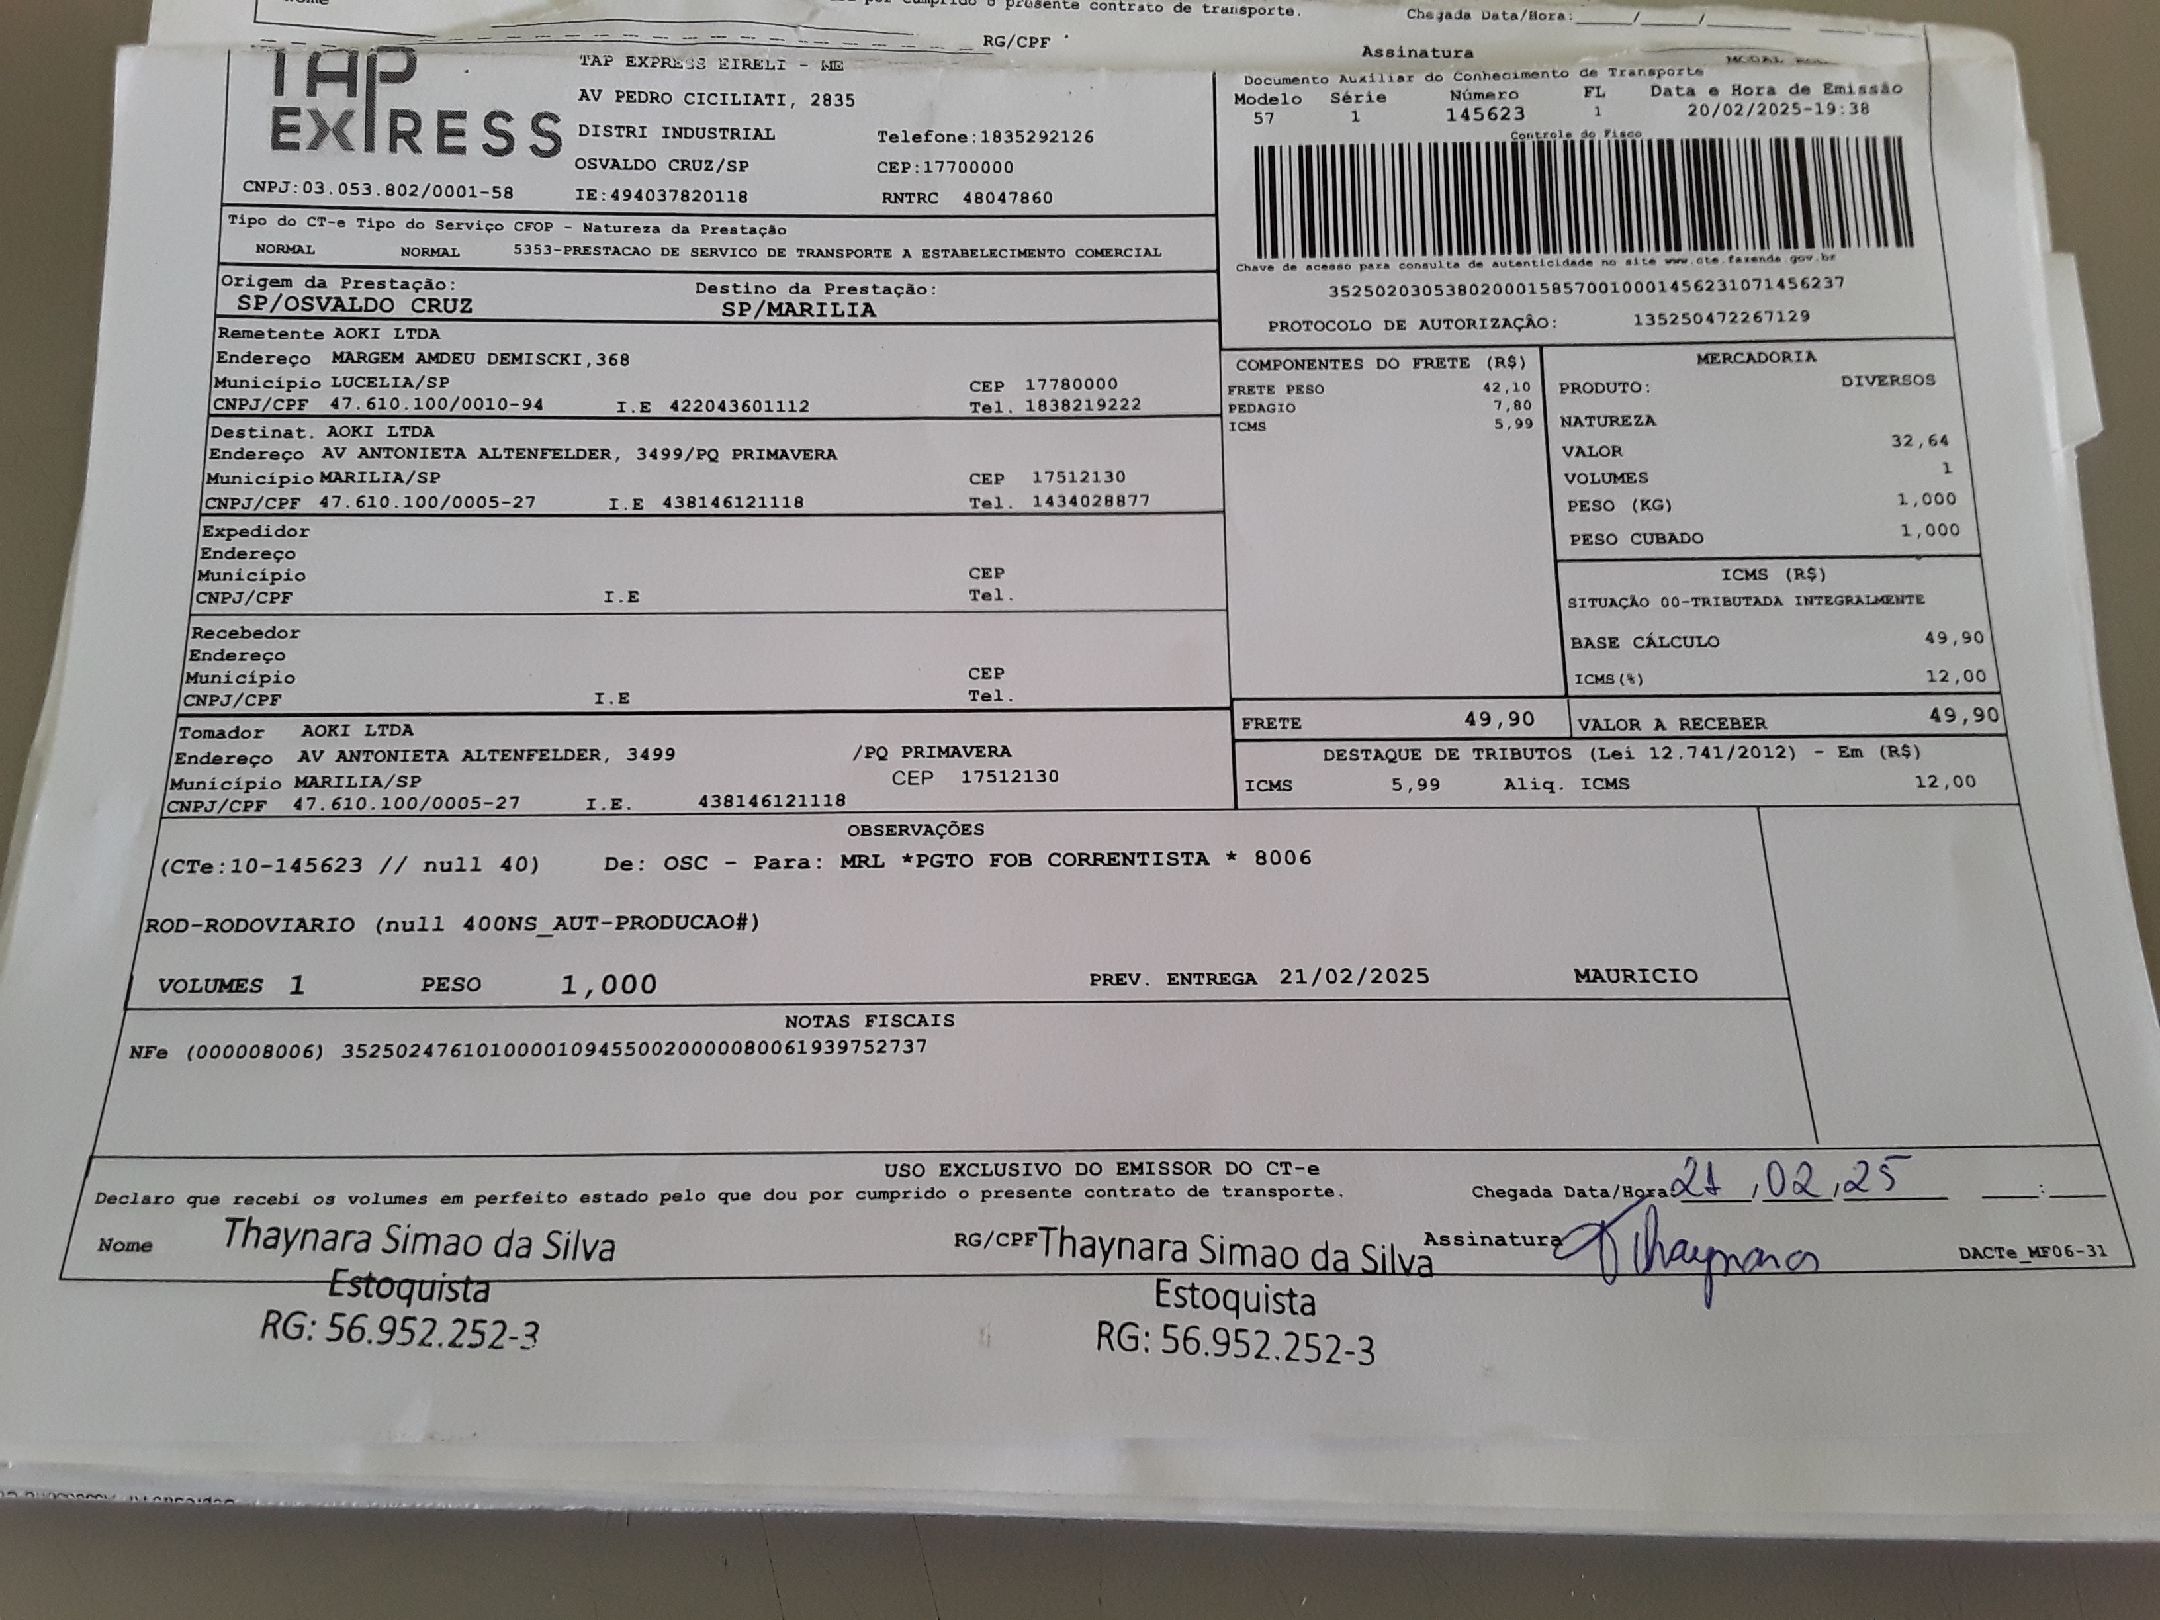 presente contrato de transporte.
Chegada Data/Hora:____/____/
RG/CPF
Assinatura
TAP EXPRESS
TAP EXPRESS EIRELI - ME
AV PEDRO CICILIATI, 2835
DISTRI INDUSTRIAL Telefone:1835292126
OSVALDO CRUZ/SP CEP:17700000
CNPJ:03.053.802/0001-58 IE:494037820118 RNTRC 48047860
Documento Auxiliar do Conhecimento de Transporte
Modelo Série Número FL Data e Hora de Emissão
57 1 145623 1 20/02/2025-19:38
Controle do Fisco
Chave de acesso para consulta de autenticidade no site www.cte.fazenda.gov.br
35250203053802000158570010001456231071456237
PROTOCOLO DE AUTORIZAÇÃO: 135250472267129
Tipo do CT-e Tipo do Serviço CFOP - Natureza da Prestação
NORMAL NORMAL 5353-PRESTACAO DE SERVICO DE TRANSPORTE A ESTABELECIMENTO COMERCIAL
Origem da Prestação: Destino da Prestação:
SP/OSVALDO CRUZ SP/MARILIA
Remetente AOKI LTDA
Endereço MARGEM AMDEU DEMISCKI,368
Município LUCELIA/SP CEP 17780000
CNPJ/CPF 47.610.100/0010-94 I.E 422043601112 Tel. 1838219222
Destinat. AOKI LTDA
Endereço AV ANTONIETA ALTENFELDER, 3499/PQ PRIMAVERA
Município MARILIA/SP CEP 17512130
CNPJ/CPF 47.610.100/0005-27 I.E 438146121118 Tel. 1434028877
Expedidor
Endereço
Município CEP
CNPJ/CPF I.E Tel.
Recebedor
Endereço
Município CEP
CNPJ/CPF I.E Tel.
Tomador AOKI LTDA
Endereço AV ANTONIETA ALTENFELDER, 3499 /PQ PRIMAVERA
Município MARILIA/SP CEP 17512130
CNPJ/CPF 47.610.100/0005-27 I.E. 438146121118
COMPONENTES DO FRETE (R$)
FRETE PESO 42,10
PEDAGIO 7,80
ICMS 5,99
MERCADORIA
PRODUTO: DIVERSOS
NATUREZA
VALOR 32,64
VOLUMES 1
PESO (KG) 1,000
PESO CUBADO 1,000
ICMS (R$)
SITUAÇÃO 00-TRIBUTADA INTEGRALMENTE
BASE CÁLCULO 49,90
ICMS(%) 12,00
FRETE 49,90 VALOR A RECEBER 49,90
DESTAQUE DE TRIBUTOS (Lei 12.741/2012) - Em (R$)
ICMS 5,99 Aliq. ICMS 12,00
OBSERVAÇÕES
(CTe:10-145623 // null 40) De: OSC - Para: MRL *PGTO FOB CORRENTISTA * 8006
ROD-RODOVIARIO (null 400NS_AUT-PRODUCAO#)
VOLUMES 1 PESO 1,000 PREV. ENTREGA 21/02/2025 MAURICIO
NOTAS FISCAIS
NFe (000008006) 35250247610100001094550020000080061939752737
USO EXCLUSIVO DO EMISSOR DO CT-e
Declaro que recebi os volumes em perfeito estado pelo que dou por cumprido o presente contrato de transporte. Chegada Data/Hora 21,02,25 ____:____
Nome Thaynara Simao da Silva RG/CPF Thaynara Simao da Silva Assinatura Thaynara DACTe_MF06-31
Estoquista Estoquista
RG: 56.952.252-3 RG: 56.952.252-3